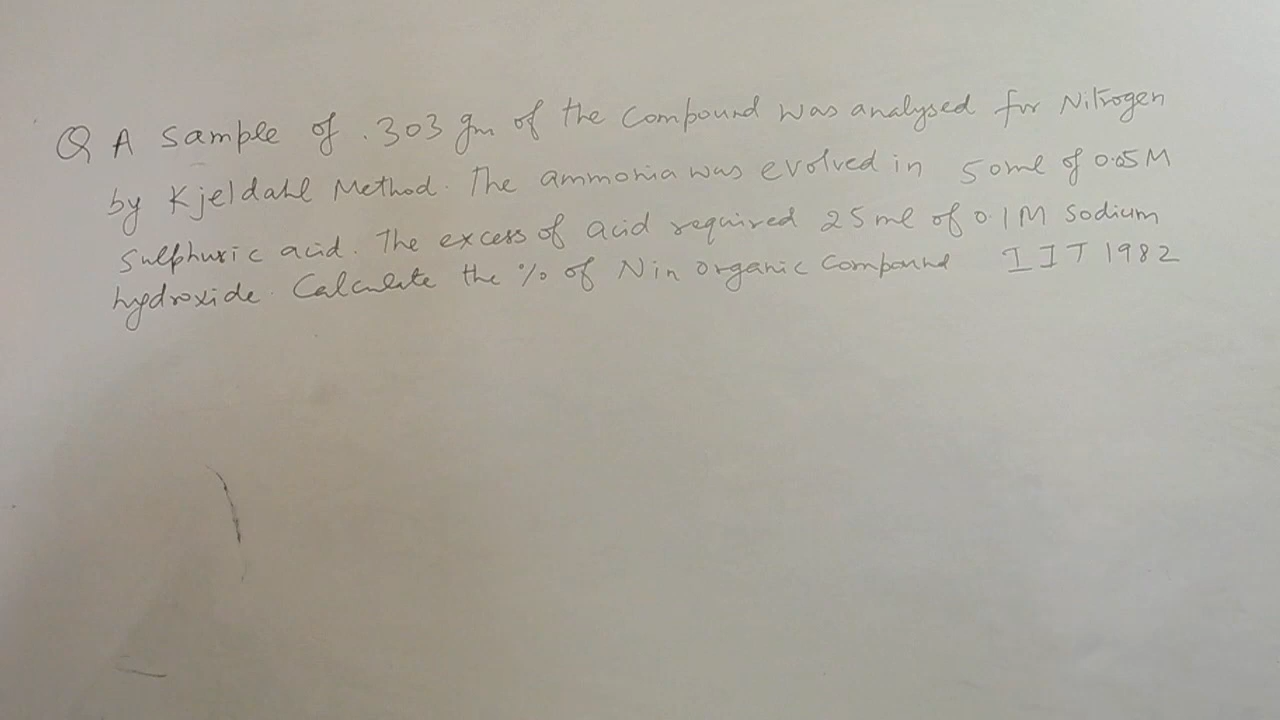 Q A sample of .303 gm of the compound was analysed for Nitrogen
by Kjeldahl Method. The ammonia was evolved in 50ml of 0.05M
Sulphuric acid. The excess of acid required 25ml of 0.1M Sodium
hydroxide. Calculate the % of N in organic compound IIT 1982